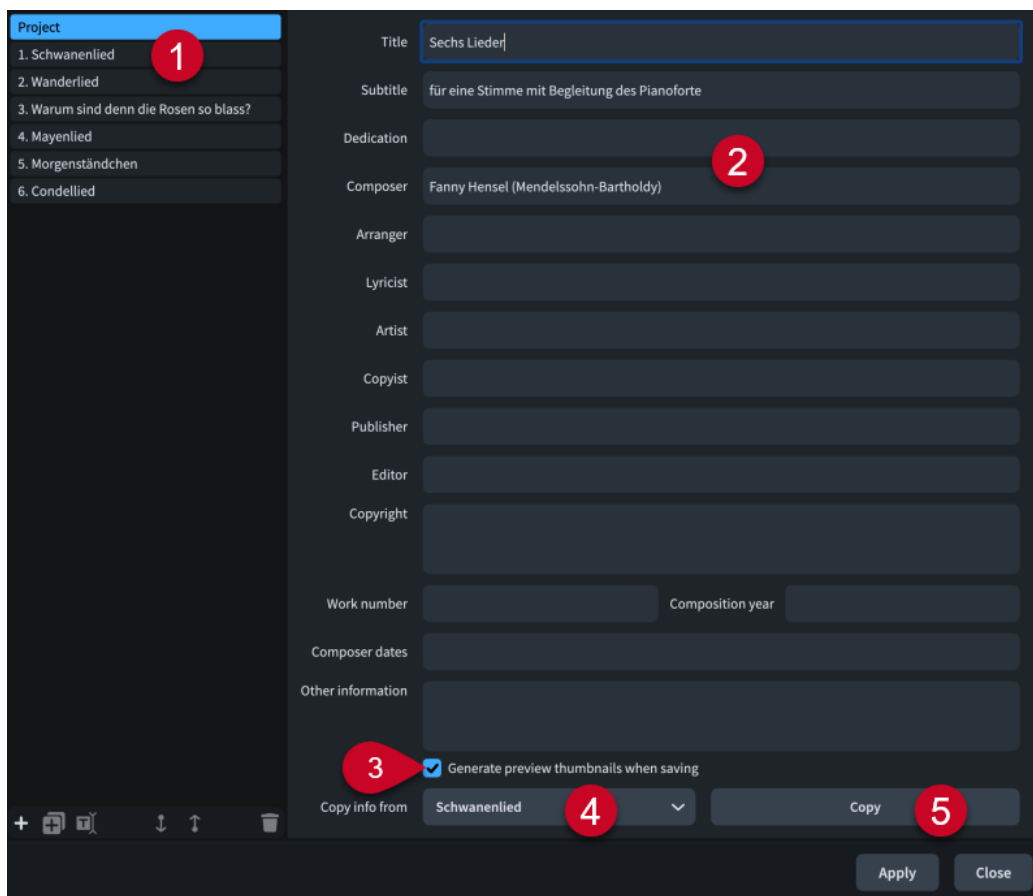 Project
1. Schwanenlied
2. Wanderlied
3. Warum sind denn die Rosen so blass?
4. Mayenlied
5. Morgenständchen
6. Condellied
1
Title Sechs Lieder
Subtitle für eine Stimme mit Begleitung des Pianoforte
Dedication
2
Composer Fanny Hensel (Mendelssohn-Bartholdy)
Arranger
Lyricist
Artist
Copyist
Publisher
Editor
Copyright
Work number Composition year
Composer dates
Other information
3 Generate preview thumbnails when saving
Copy info from Schwanenlied 4 Copy 5
Apply Close